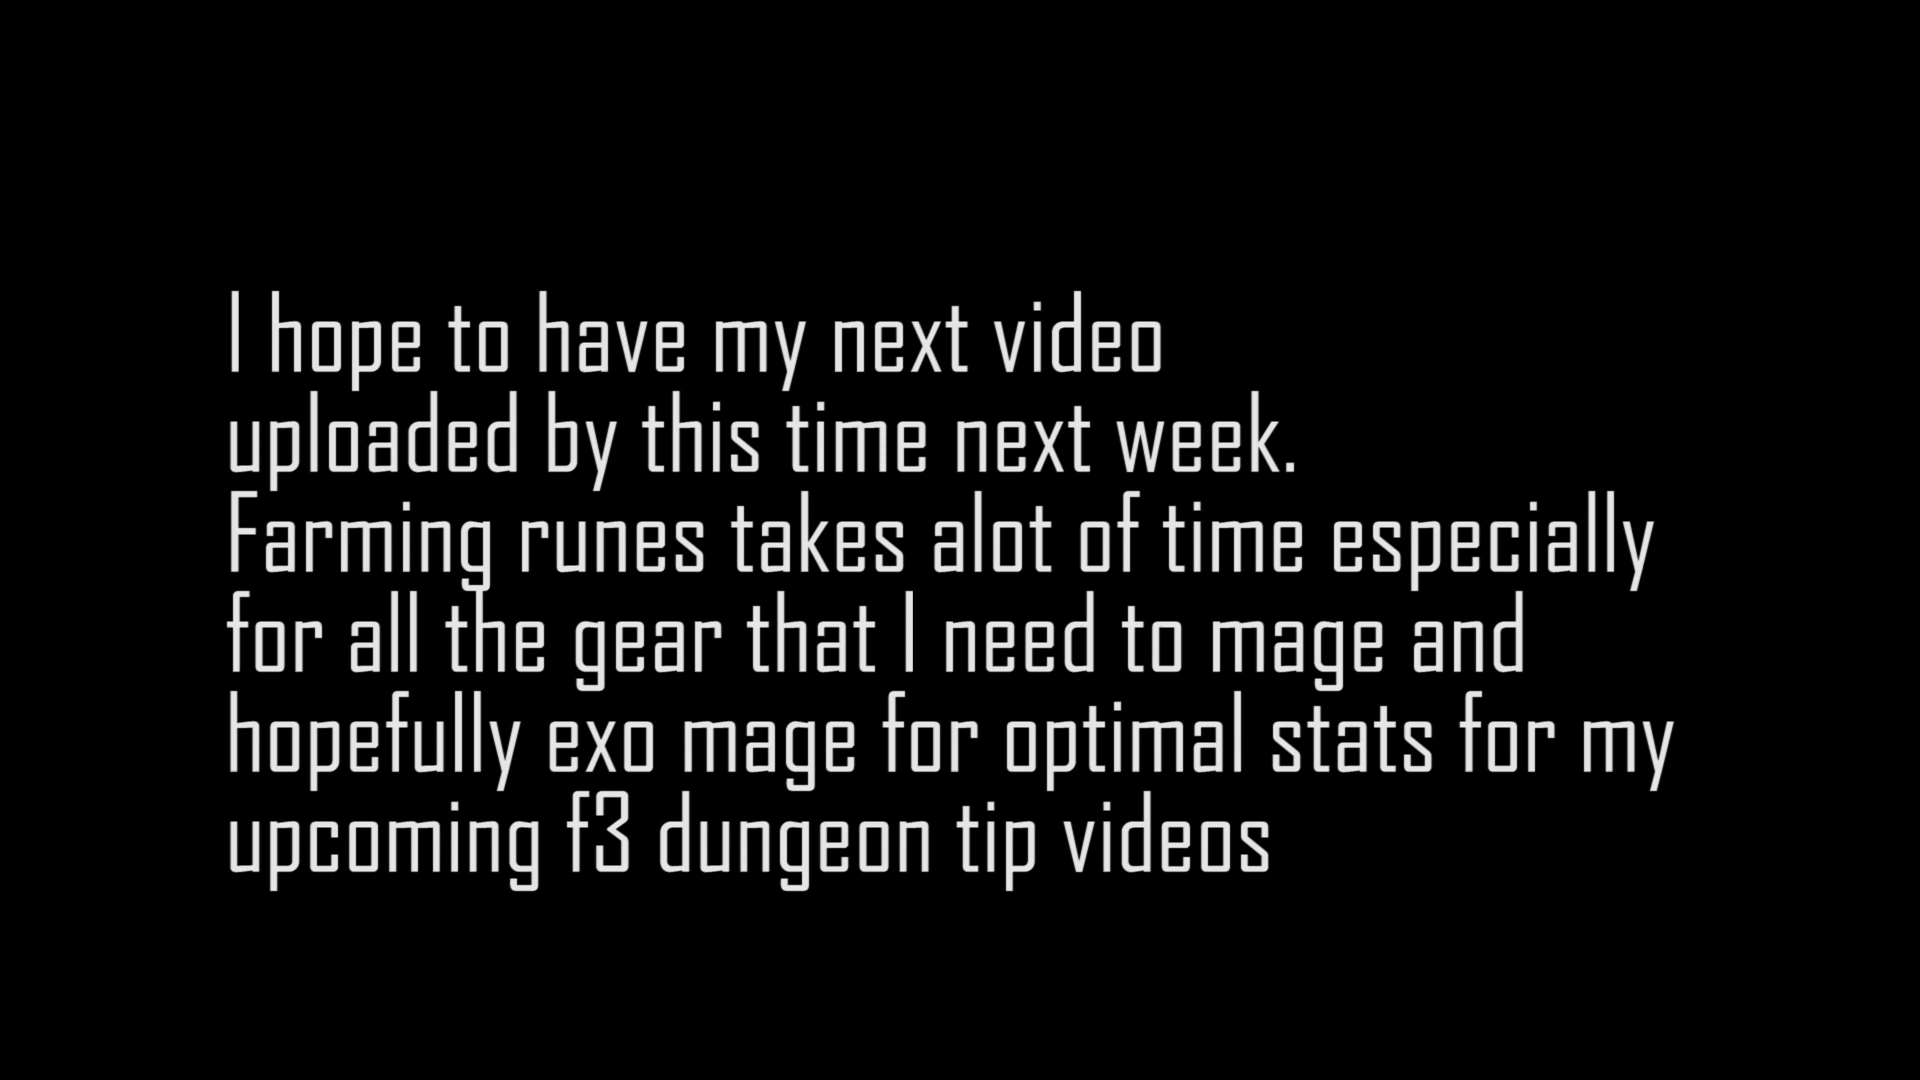 I hope to have my next video
uploaded by this time next week.
Farming runes takes alot of time especially
for all the gear that I need to mage and
hopefully exo mage for optimal stats for my
upcoming f3 dungeon tip videos